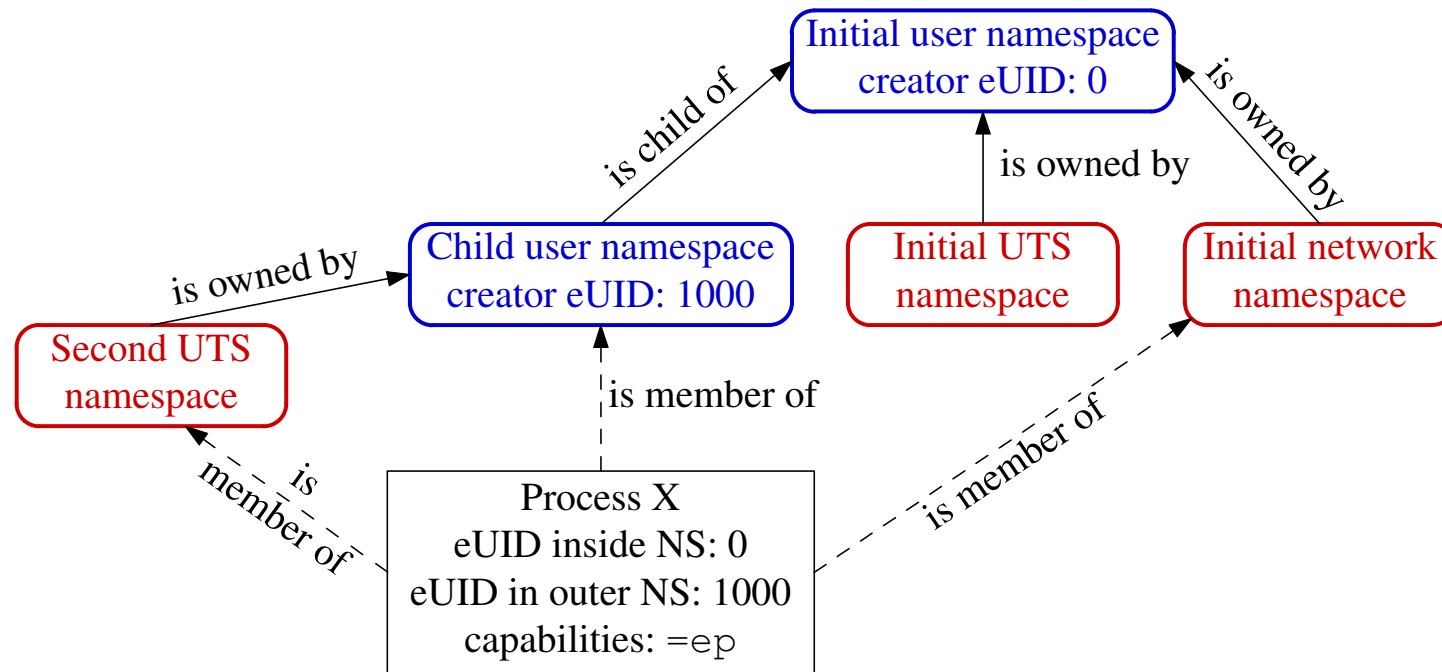 Initial user namespace
creator eUID: 0
is child of
is owned by
is owned by
Child user namespace
creator eUID: 1000
Initial UTS
namespace
Initial network
namespace
is owned by
Second UTS
namespace
is member of
is
member of
is member of
Process X
eUID inside NS: 0
eUID in outer NS: 1000
capabilities: =ep